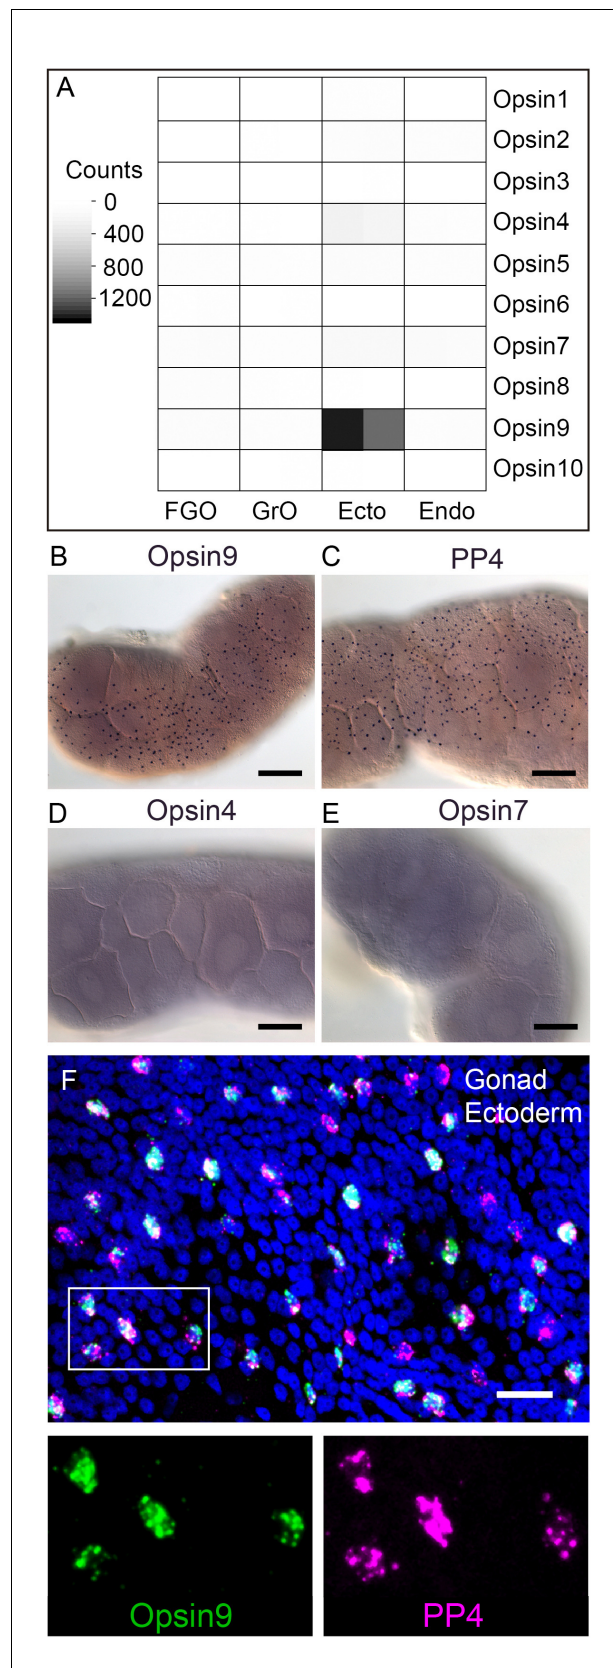 A
Counts
0
400
800
1200
Opsin1
Opsin2
Opsin3
Opsin4
Opsin5
Opsin6
Opsin7
Opsin8
Opsin9
Opsin10
FGO GrO Ecto Endo
B Opsin9
C PP4
D Opsin4
E Opsin7
F Gonad
Ectoderm
Opsin9
PP4